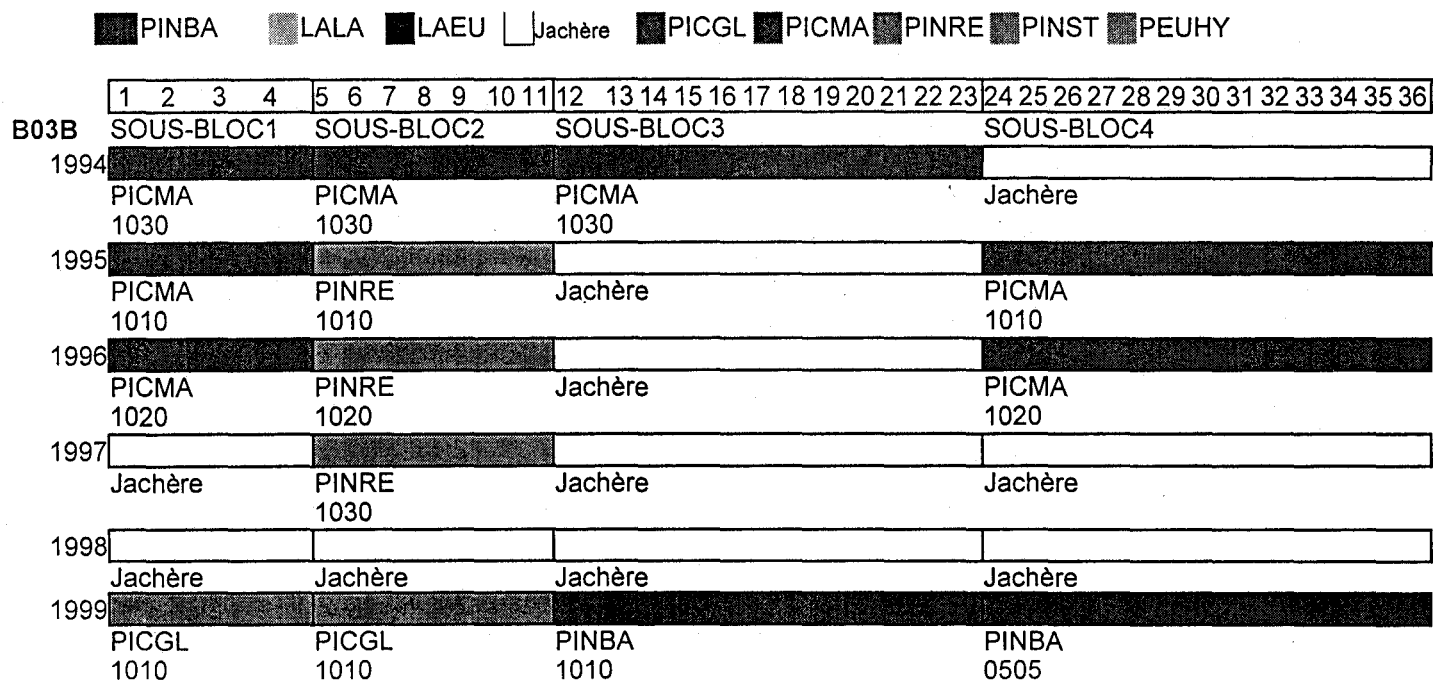 PINBA LALA LAEU Jachère PICGL PICMA PINRE PINST PEUHY
1 2 3 4 5 6 7 8 9 10 11 12 13 14 15 16 17 18 19 20 21 22 23 24 25 26 27 28 29 30 31 32 33 34 35 36
B03B SOUS-BLOC1 SOUS-BLOC2 SOUS-BLOC3 SOUS-BLOC4
1994
PICMA PICMA PICMA Jachère
1030 1030 1030
1995
PICMA PINRE Jachère PICMA
1010 1010 1010
1996
PICMA PINRE Jachère PICMA
1020 1020 1020
1997
Jachère PINRE Jachère Jachère
1030
1998
Jachère Jachère Jachère Jachère
1999
PICGL PICGL PINBA PINBA
1010 1010 1010 0505